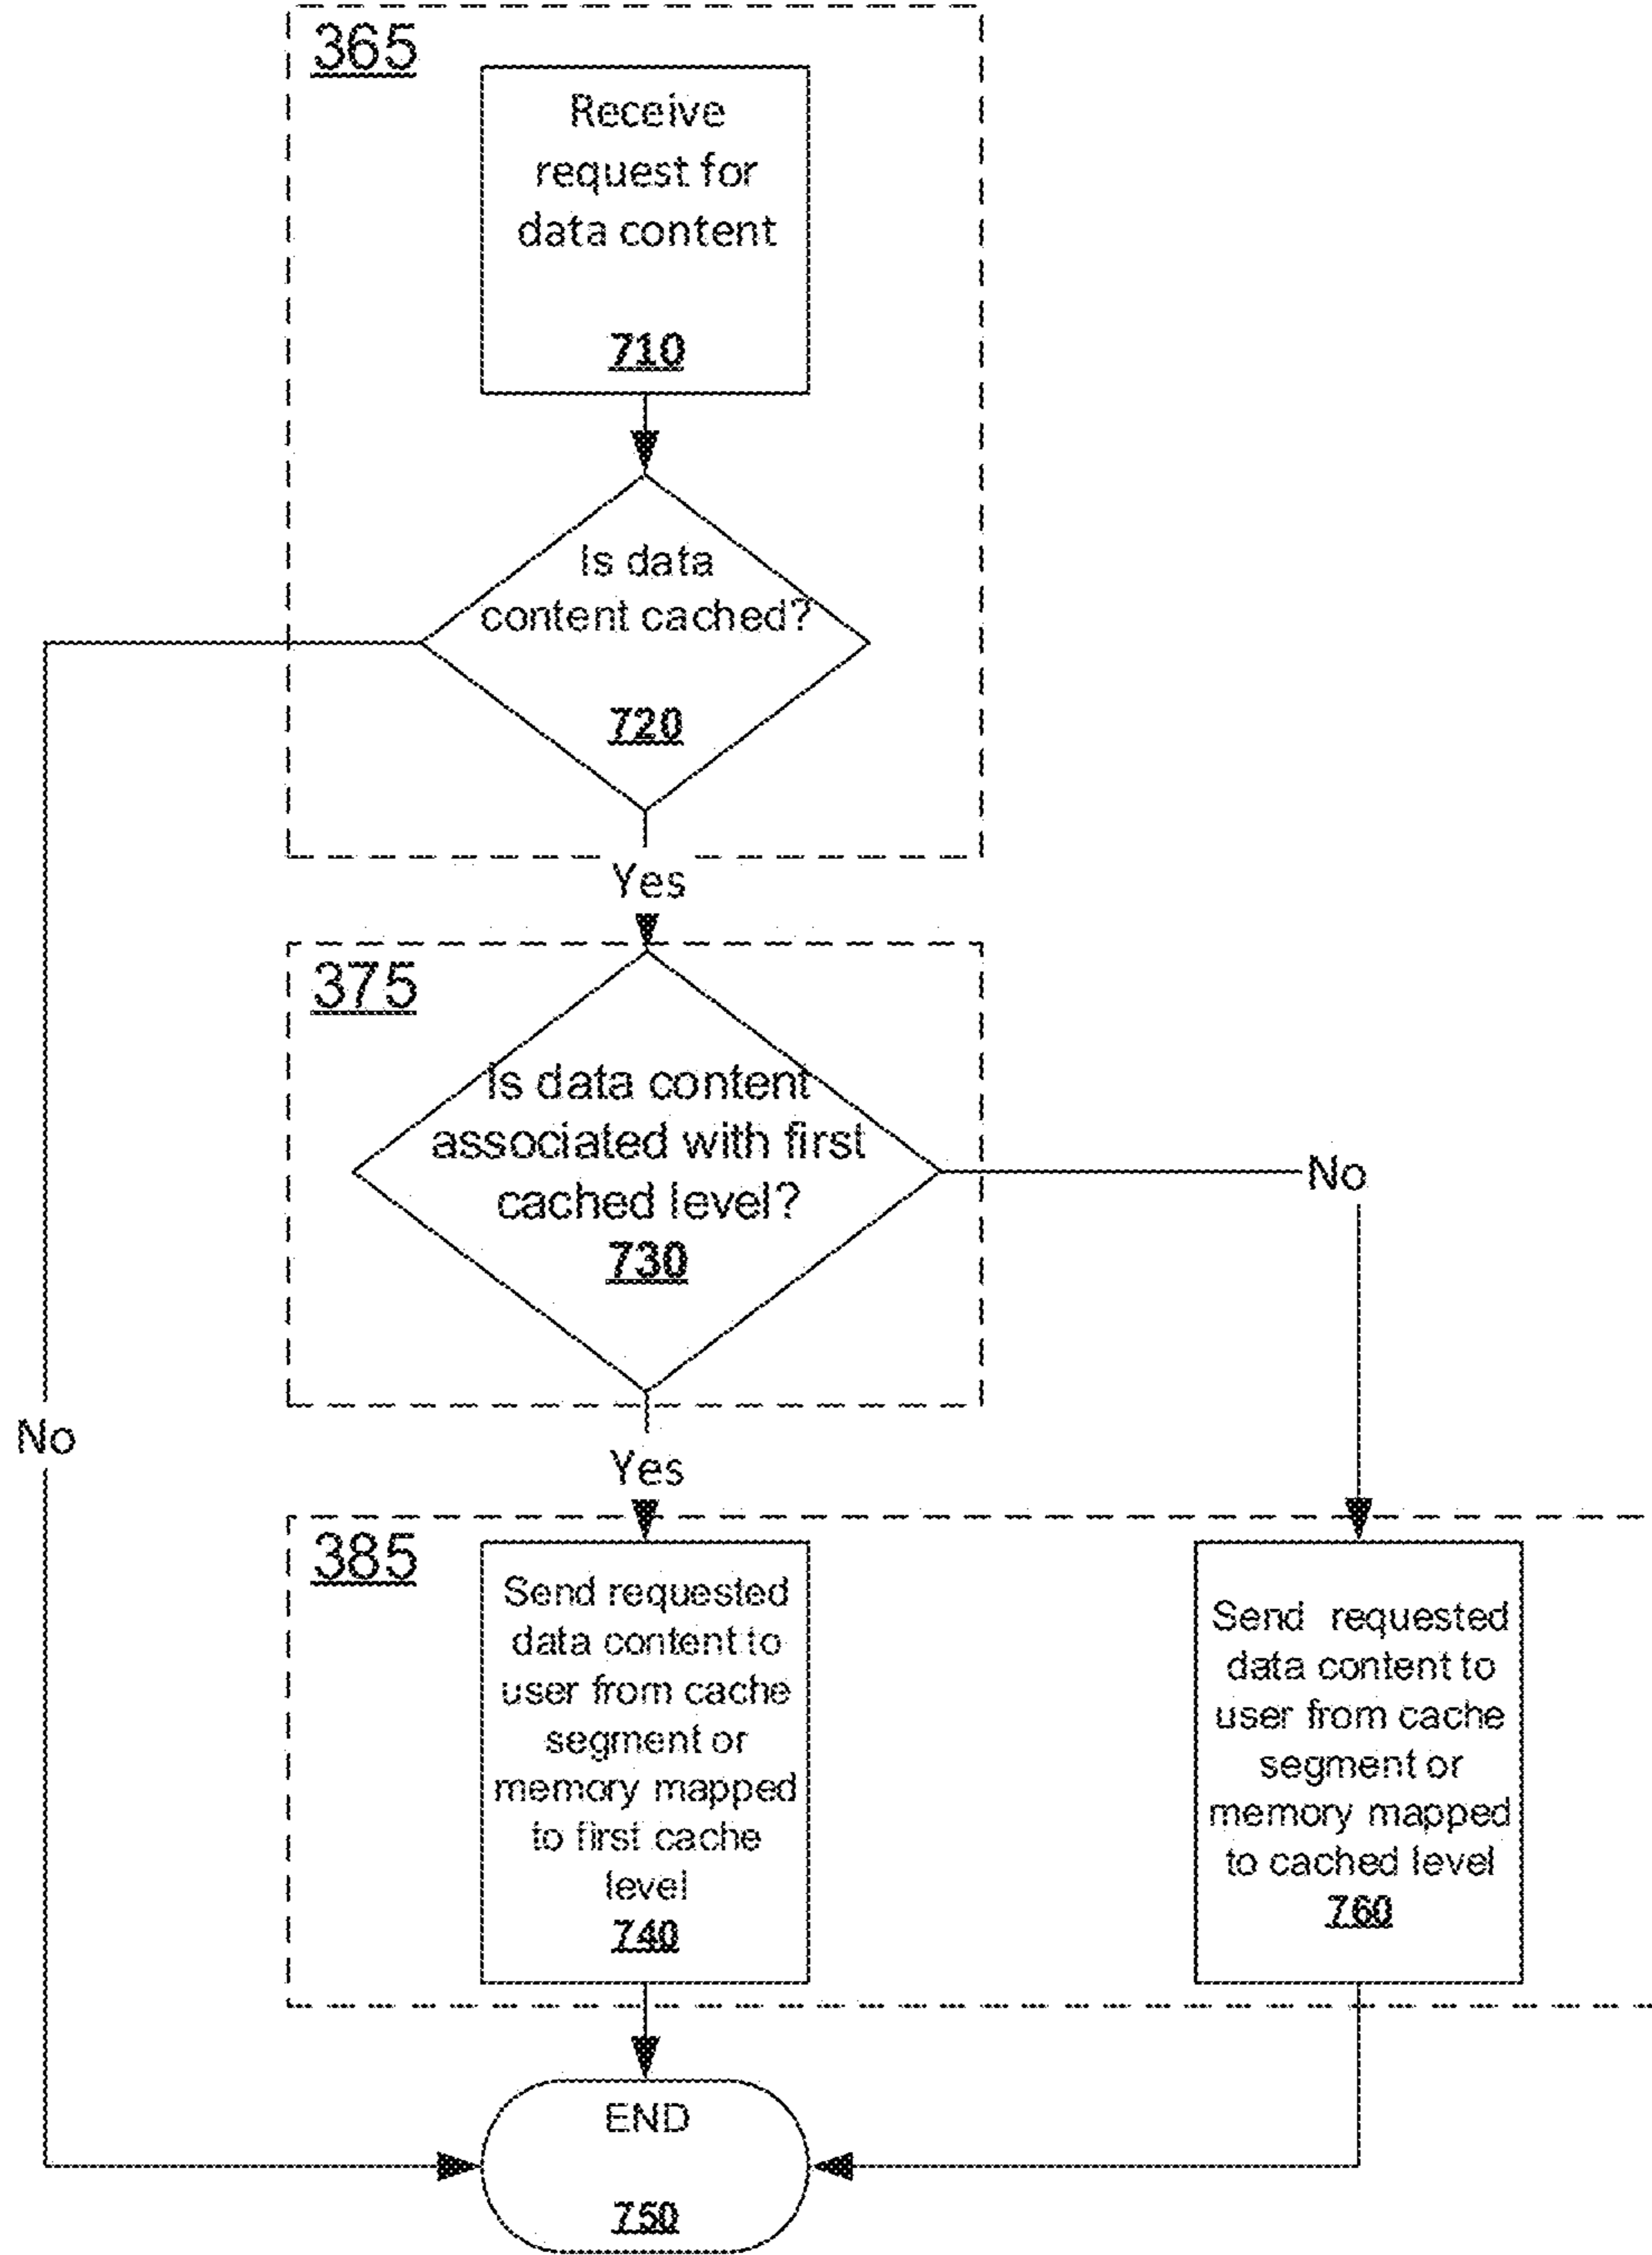 365
Receive
request for
data content
710
Is data
content cached?
720
Yes
375
Is data content
associated with first
cached level?
730
No
No
Yes
385
Send requested
data content to
user from cache
segment or
memory mapped
to first cache
level
740
Send requested
data content to
user from cache
segment or
memory mapped
to cached level
760
END
750